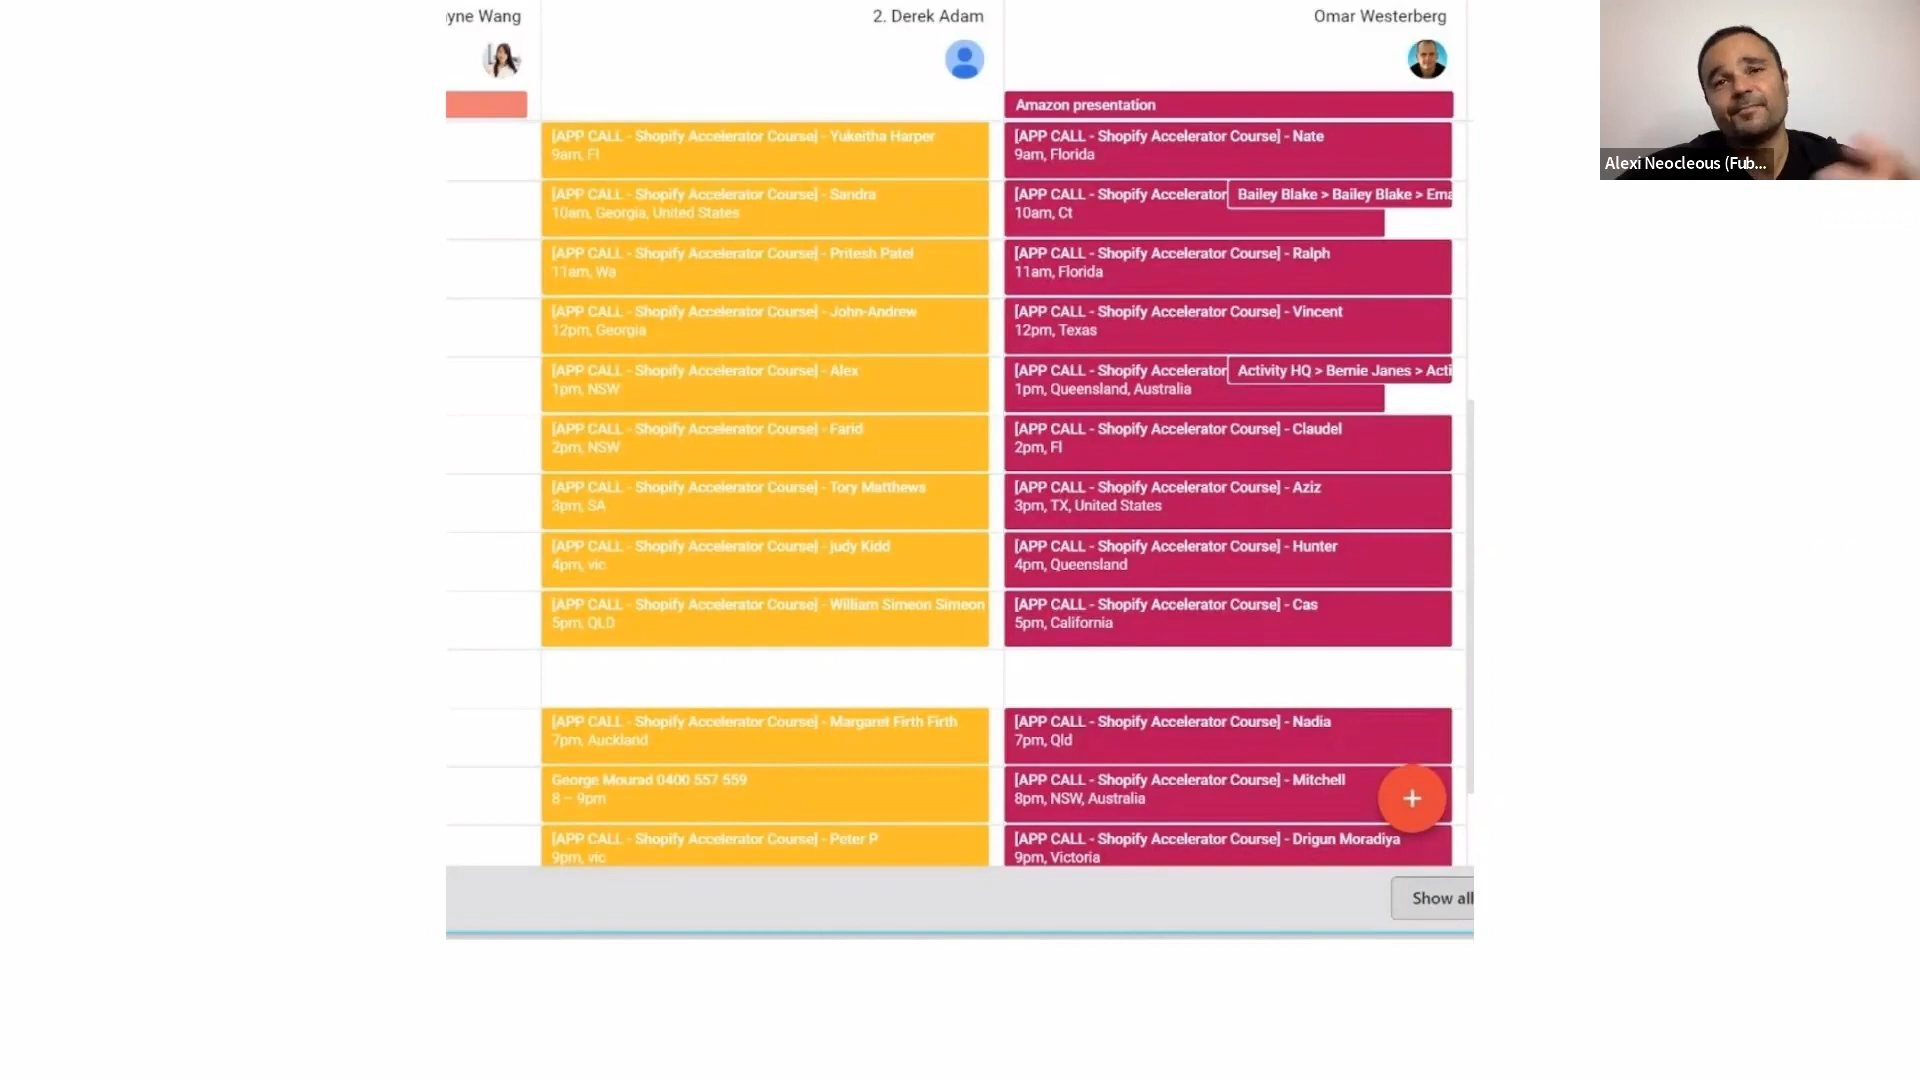 yne Wang
2. Derek Adam
Omar Westerberg
Amazon presentation
[APP CALL - Shopify Accelerator Course] - Yukeitha Harper
9am, Fl
[APP CALL - Shopify Accelerator Course] - Sandra
10am, Georgia, United States
[APP CALL - Shopify Accelerator Course] - Pritesh Patel
11am, Wa
[APP CALL - Shopify Accelerator Course] - John-Andrew
12pm, Georgia
[APP CALL - Shopify Accelerator Course] - Alex
1pm, NSW
[APP CALL - Shopify Accelerator Course] - Farid
2pm, NSW
[APP CALL - Shopify Accelerator Course] - Tory Matthews
3pm, SA
[APP CALL - Shopify Accelerator Course] - judy Kidd
4pm, vic
[APP CALL - Shopify Accelerator Course] - William Simeon Simeon
5pm, QLD
[APP CALL - Shopify Accelerator Course] - Margaret Firth Firth
7pm, Auckland
George Mourad 0400 557 559
8 – 9pm
[APP CALL - Shopify Accelerator Course] - Peter P
9pm, vic
[APP CALL - Shopify Accelerator Course] - Nate
9am, Florida
[APP CALL - Shopify Accelerator
Bailey Blake > Bailey Blake > Ema
10am, Ct
[APP CALL - Shopify Accelerator Course] - Ralph
11am, Florida
[APP CALL - Shopify Accelerator Course] - Vincent
12pm, Texas
[APP CALL - Shopify Accelerator
Activity HQ > Bernie Janes > Acti
1pm, Queensland, Australia
[APP CALL - Shopify Accelerator Course] - Claudel
2pm, Fl
[APP CALL - Shopify Accelerator Course] - Aziz
3pm, TX, United States
[APP CALL - Shopify Accelerator Course] - Hunter
4pm, Queensland
[APP CALL - Shopify Accelerator Course] - Cas
5pm, California
[APP CALL - Shopify Accelerator Course] - Nadia
7pm, Qld
[APP CALL - Shopify Accelerator Course] - Mitchell
8pm, NSW, Australia
[APP CALL - Shopify Accelerator Course] - Drigun Moradiya
9pm, Victoria
Show all
Alexi Neocleous (Fub...